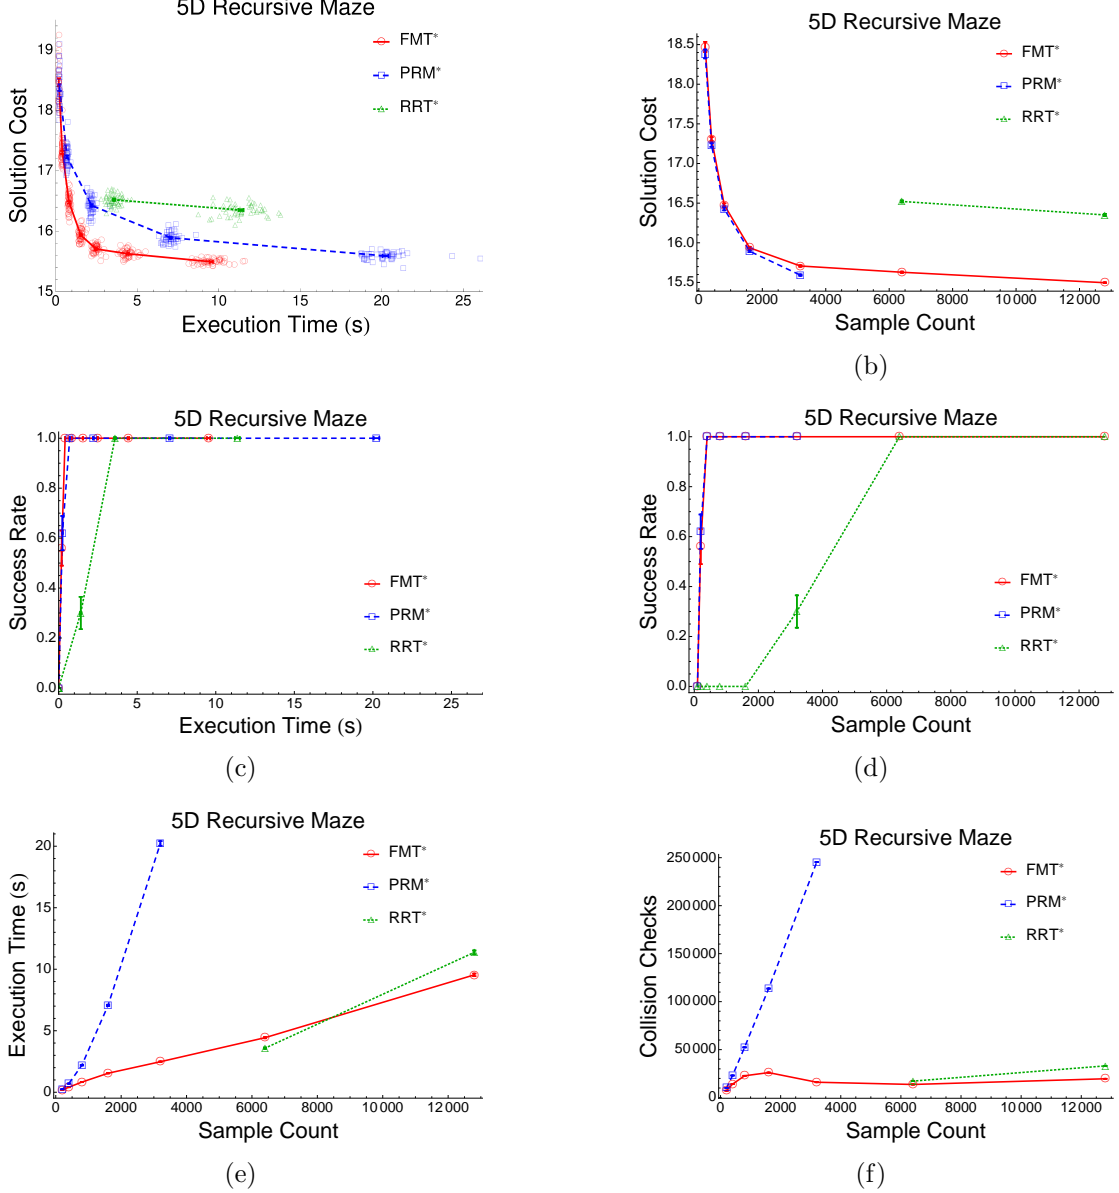 5D Recursive Maze
Solution Cost
19
18
17
16
15
0
5
10
15
20
25
Execution Time (s)
FMT*
PRM*
RRT*
5D Recursive Maze
Solution Cost
18.5
18.0
17.5
17.0
16.5
16.0
15.5
0
2000
4000
6000
8000
10000
12000
Sample Count
FMT*
PRM*
RRT*
(b)
5D Recursive Maze
Success Rate
1.0
0.8
0.6
0.4
0.2
0.0
0
5
10
15
20
25
Execution Time (s)
FMT*
PRM*
RRT*
(c)
5D Recursive Maze
Success Rate
1.0
0.8
0.6
0.4
0.2
0.0
0
2000
4000
6000
8000
10000
12000
Sample Count
FMT*
PRM*
RRT*
(d)
5D Recursive Maze
Execution Time (s)
20
15
10
5
0
0
2000
4000
6000
8000
10000
12000
Sample Count
FMT*
PRM*
RRT*
(e)
5D Recursive Maze
Collision Checks
250000
200000
150000
100000
50000
0
0
2000
4000
6000
8000
10000
12000
Sample Count
FMT*
PRM*
RRT*
(f)